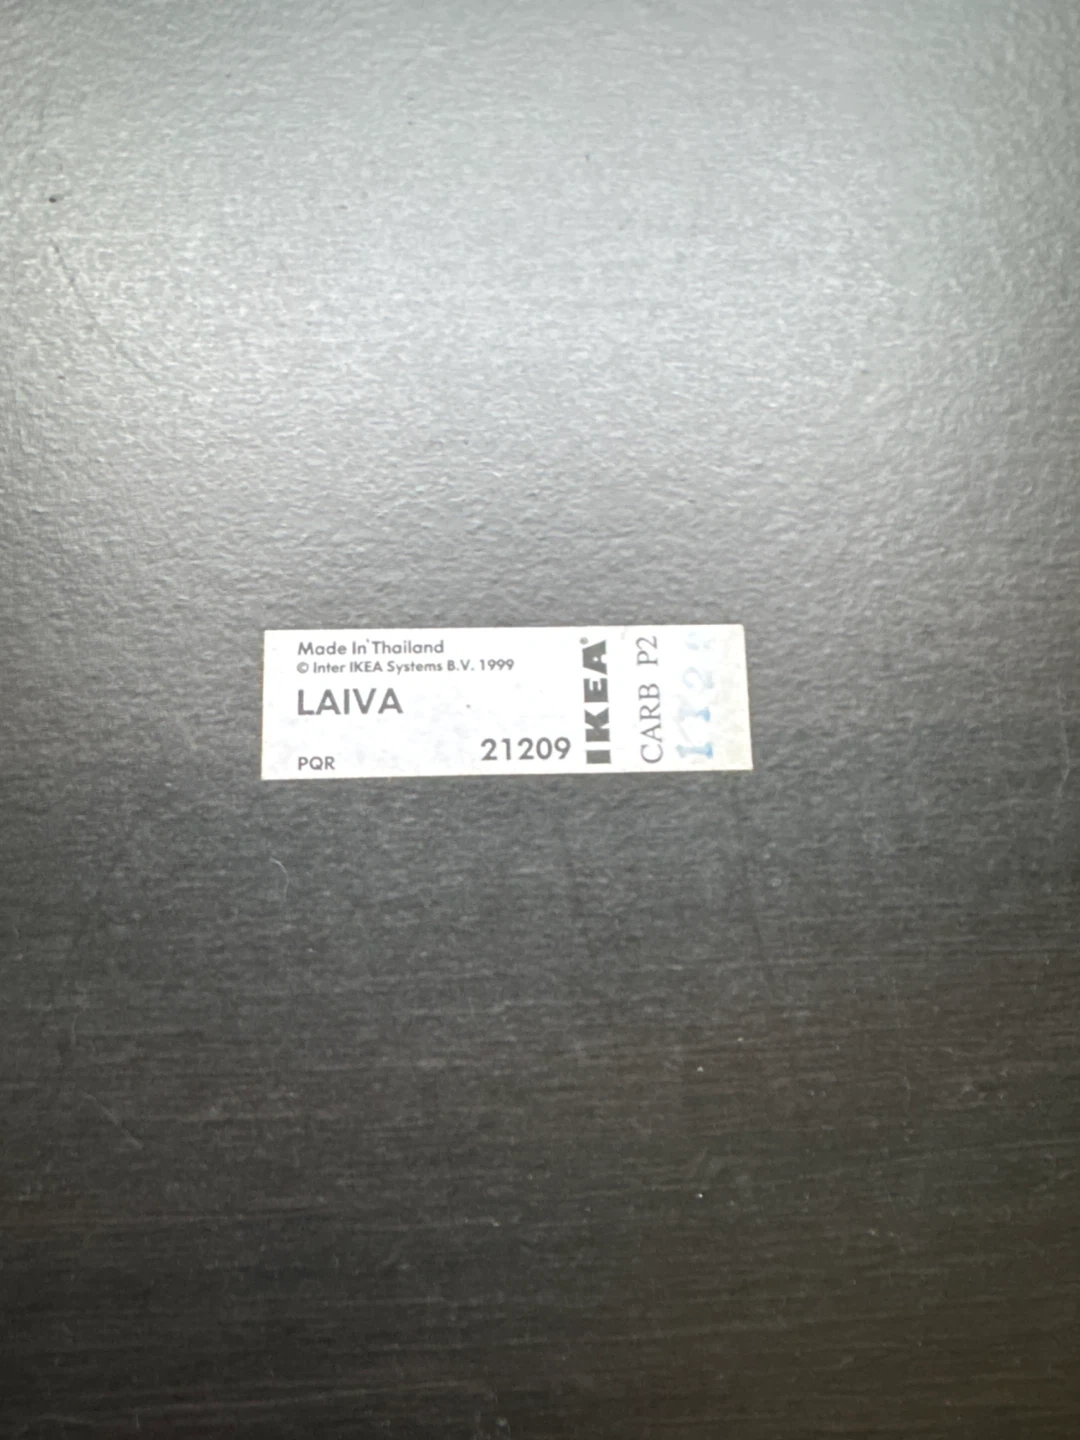 Made In Thailand
© Inter IKEA Systems B.V. 1999
LAIVA
PQR
21209
IKEA®
CARB P2